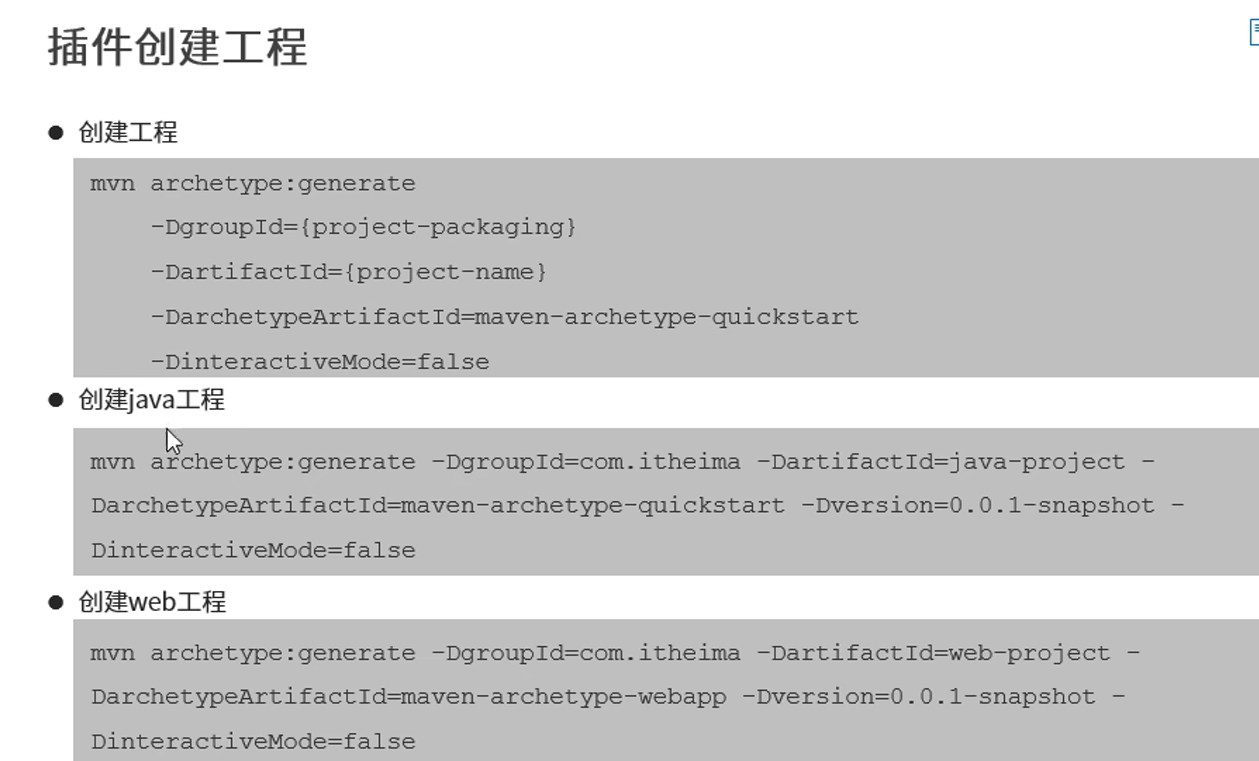 插件创建工程
● 创建工程
mvn archetype:generate
-DgroupId={project-packaging}
-DartifactId={project-name}
-DarchetypeArtifactId=maven-archetype-quickstart
-DinteractiveMode=false
● 创建java工程
mvn archetype:generate -DgroupId=com.itheima -DartifactId=java-project -
DarchetypeArtifactId=maven-archetype-quickstart -Dversion=0.0.1-snapshot -
DinteractiveMode=false
● 创建web工程
mvn archetype:generate -DgroupId=com.itheima -DartifactId=web-project -
DarchetypeArtifactId=maven-archetype-webapp -Dversion=0.0.1-snapshot -
DinteractiveMode=false